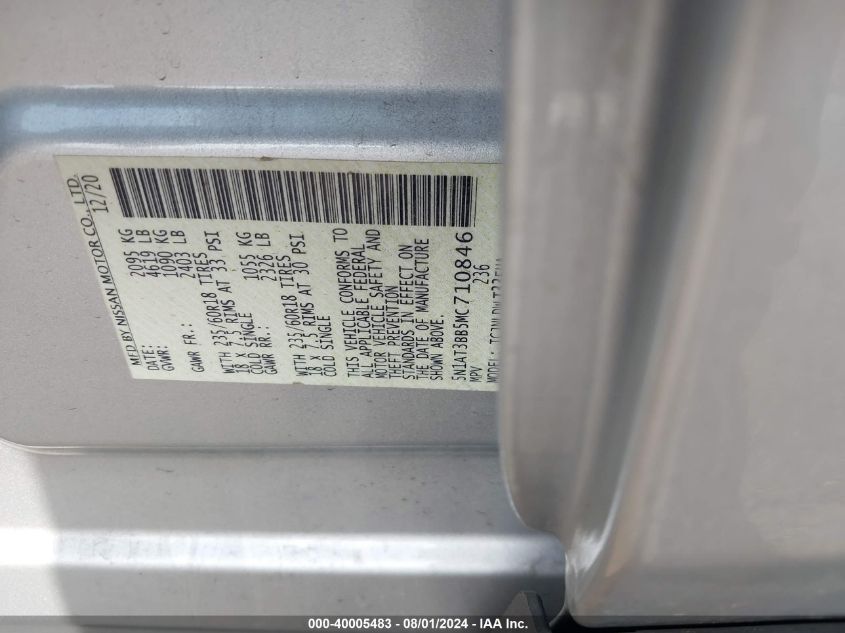 MFD BY NISSAN MOTOR CO., LTD.
DATE: 12/20
GVWR: 2095 KG
4619 LB
GAWR FR.: 1090 KG
2403 LB
WITH 235/60R18 TIRES
18 X 7.5 RIMS AT 33 PSI
COLD SINGLE 1055 KG
GAWR RR.: 2326 LB
WITH 235/60R18 TIRES
18 X 7.5 RIMS AT 30 PSI
COLD SINGLE
THIS VEHICLE CONFORMS TO
ALL APPLICABLE FEDERAL
MOTOR VEHICLE SAFETY AND
THEFT PREVENTION
STANDARDS IN EFFECT ON
THE DATE OF MANUFACTURE
SHOWN ABOVE.
5N1AT3BB5MC710846
MPV 236
MODEL:
000-40005483 - 08/01/2024 - IAA Inc.